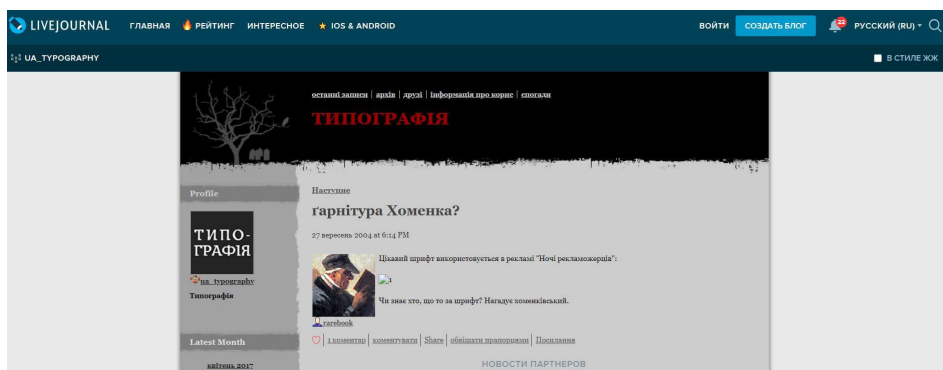 LIVEJOURNAL ГЛАВНАЯ РЕЙТИНГ ИНТЕРЕСНОЕ IOS & ANDROID ВОЙТИ СОЗДАТЬ БЛОГ 22 РУССКИЙ (RU)
UA_TYPOGRAPHY В СТИЛЕ ЖЖ
останні записи | архів | друзі | інформація про корис | спогади
ТИПОГРАФІЯ
Profile
ТИПО-
ГРАФІЯ
ua_typography
Типографія
Latest Month
квітень 2017
Наступне
ґарнітура Хоменка?
27 вересень 2004 at 6:14 PM
Цікавий шрифт використовується в рекламі "Ночі рекламожерців":
1
Чи знає хто, що то за шрифт? Нагадує хоменківський.
rarebook
1 коментар | коментувати | Share | обвішати прапорцями | Посилання
НОВОСТИ ПАРТНЕРОВ